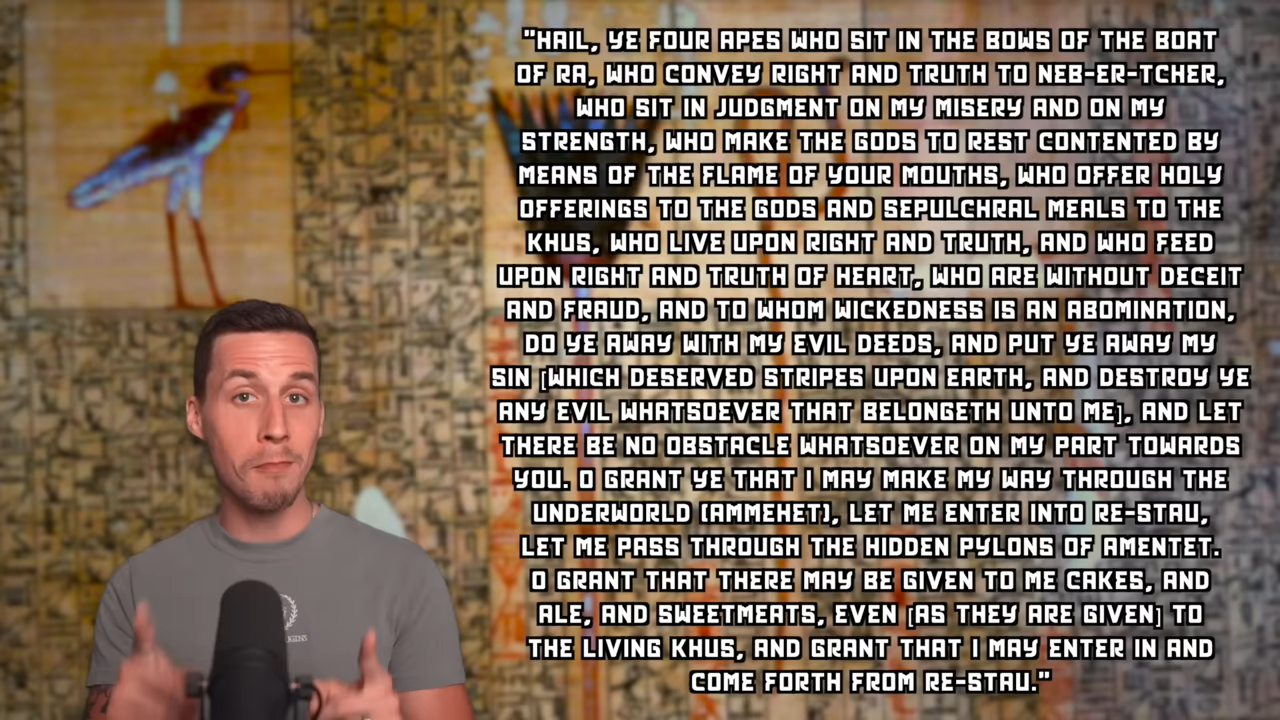 "HAIL, YE FOUR APES WHO SIT IN THE BOWS OF THE BOAT
OF RA, WHO CONVEY RIGHT AND TRUTH TO NEB-ER-TCHER,
WHO SIT IN JUDGMENT ON MY MISERY AND ON MY
STRENGTH, WHO MAKE THE GODS TO REST CONTENTED BY
MEANS OF THE FLAME OF YOUR MOUTHS, WHO OFFER HOLY
OFFERINGS TO THE GODS AND SEPULCHRAL MEALS TO THE
KHUS, WHO LIVE UPON RIGHT AND TRUTH, AND WHO FEED
UPON RIGHT AND TRUTH OF HEART, WHO ARE WITHOUT DECEIT
AND FRAUD, AND TO WHOM WICKEDNESS IS AN ABOMINATION,
DO YE AWAY WITH MY EVIL DEEDS, AND PUT YE AWAY MY
SIN [WHICH DESERVED STRIPES UPON EARTH, AND DESTROY YE
ANY EVIL WHATSOEVER THAT BELONGETH UNTO ME], AND LET
THERE BE NO OBSTACLE WHATSOEVER ON MY PART TOWARDS
YOU. O GRANT YE THAT I MAY MAKE MY WAY THROUGH THE
UNDERWORLD (AMMEHET), LET ME ENTER INTO RE-STAU,
LET ME PASS THROUGH THE HIDDEN PYLONS OF AMENTET.
O GRANT THAT THERE MAY BE GIVEN TO ME CAKES, AND
ALE, AND SWEETMEATS, EVEN [AS THEY ARE GIVEN] TO
THE LIVING KHUS, AND GRANT THAT I MAY ENTER IN AND
COME FORTH FROM RE-STAU."